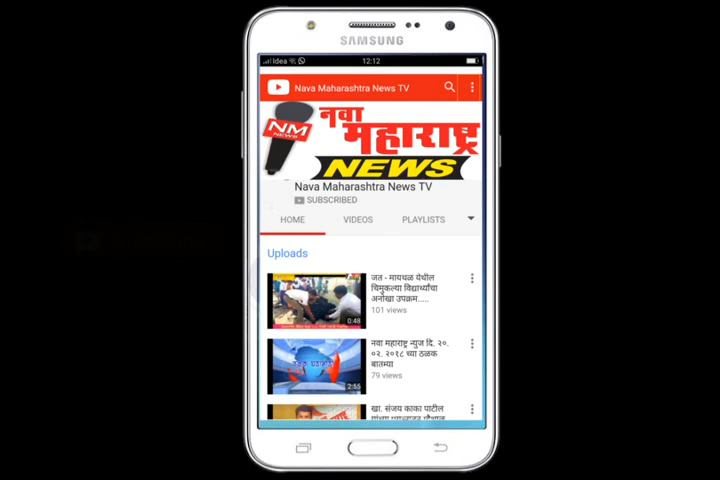 SAMSUNG
Idea 12:12
Nava Maharashtra News TV
NM
NEWS
नवा
महाराष्ट्र
NEWS
Nava Maharashtra News TV
SUBSCRIBED
HOME VIDEOS PLAYLISTS
Uploads
जत - मायथळ येथील
चिमुकल्या विद्यार्थ्यांचा
अनोखा उपक्रम.....
101 views
0:48
नवा महाराष्ट्र न्युज दि. २०.
०२. २०१८ च्या ठळक
बातम्या
79 views
2:55
खा. संजय काका पाटील